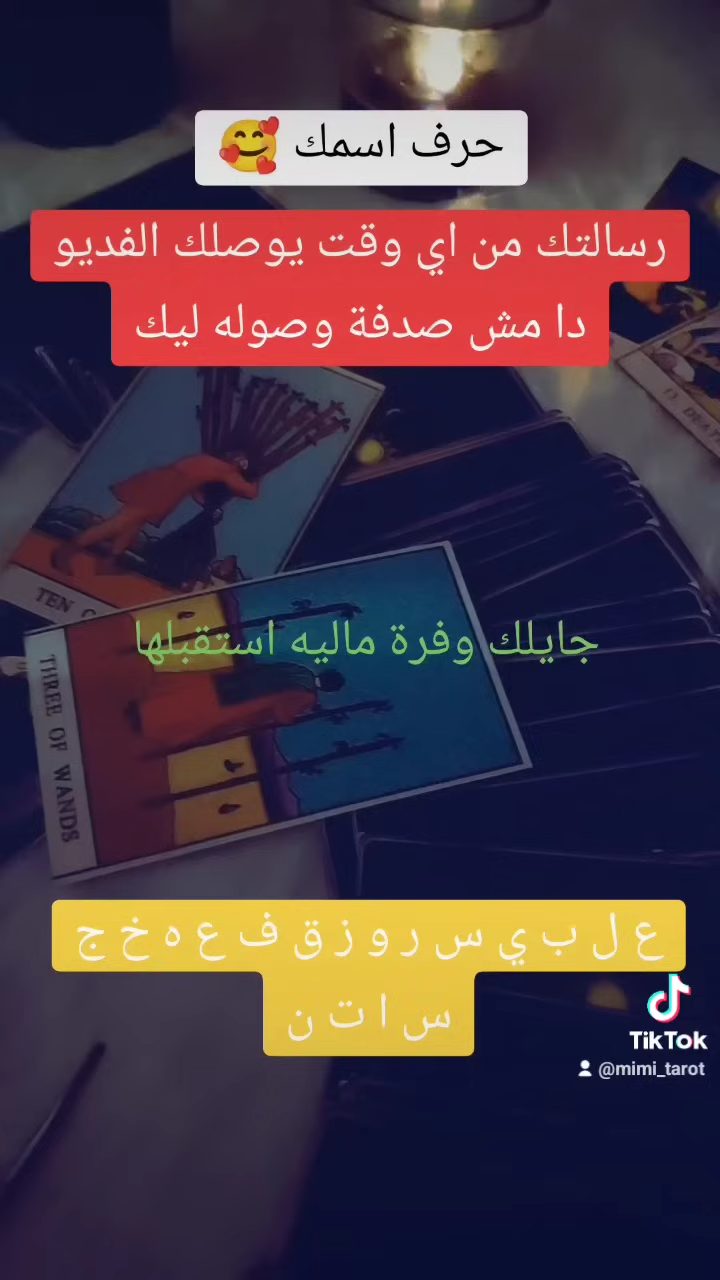 حرف اسمك 🥰
رسالتك من اي وقت يوصلك الفديو
دا مش صدفة وصوله ليك
TEN O
جايلك وفرة ماليه استقبلها
THREE OF WANDS
ع ل ب ي س ر و ز ق ف ع ه خ ج
س ا ت ن
TikTok
@mimi_tarot